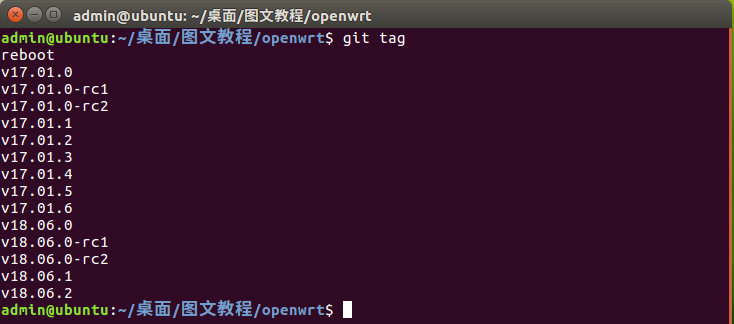 admin@ubuntu: ~/桌面/图文教程/openwrt
admin@ubuntu:~/桌面/图文教程/openwrt$ git tag
reboot
v17.01.0
v17.01.0-rc1
v17.01.0-rc2
v17.01.1
v17.01.2
v17.01.3
v17.01.4
v17.01.5
v17.01.6
v18.06.0
v18.06.0-rc1
v18.06.0-rc2
v18.06.1
v18.06.2
admin@ubuntu:~/桌面/图文教程/openwrt$